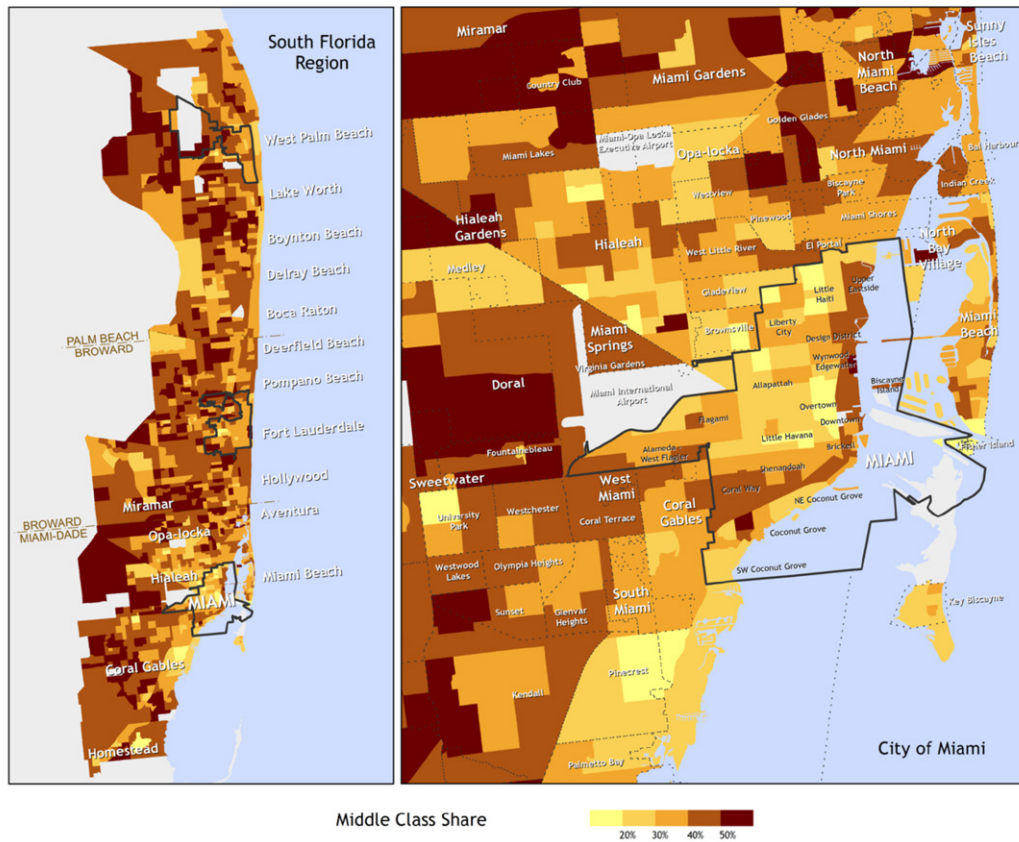 South Florida
Region
West Palm Beach
Lake Worth
Boynton Beach
Delray Beach
Boca Raton
PALM BEACH
BROWARD
Deerfield Beach
Pompano Beach
Fort Lauderdale
Hollywood
Miramar
Aventura
BROWARD
MIAMI-DADE
Opa-locka
Hialeah
Miami Beach
MIAMI
Coral Gables
Homestead
Miramar
Sunny
Isles
Beach
North
Miami
Beach
Country Club
Miami Gardens
Golden Glades
Miami-Opa Locka
Executive Airport
Miami Lakes
Opa-locka
North Miami
Bal Harbour
Biscayne
Park
Indian Creek
Westview
Pinewood
Miami Shores
Hialeah
Gardens
Hialeah
North
Bay
Village
West Little River
El Portal
Medley
Upper
Eastside
Gladeview
Little
Haiti
Miami
Beach
Brownsville
Liberty
City
Miami
Springs
Design District
Virginia Gardens
Wynwood
Edgewater
Doral
Miami International
Airport
Allapattah
Biscayne
Island
Overtown
Flagami
Downtown
Little Havana
Fountainebleau
Alameda
West Flagler
Brickell
Fisher Island
MIAMI
Sweetwater
West
Miami
Shenandoah
Coral Way
NE Coconut Grove
University
Park
Westchester
Coral Terrace
Coral
Gables
Coconut Grove
Westwood
Lakes
Olympia Heights
SW Coconut Grove
South
Miami
Sunset
Glenvar
Heights
Key Biscayne
Pinecrest
Kendall
City of Miami
Palmetto Bay
Middle Class Share
20% 30% 40% 50%